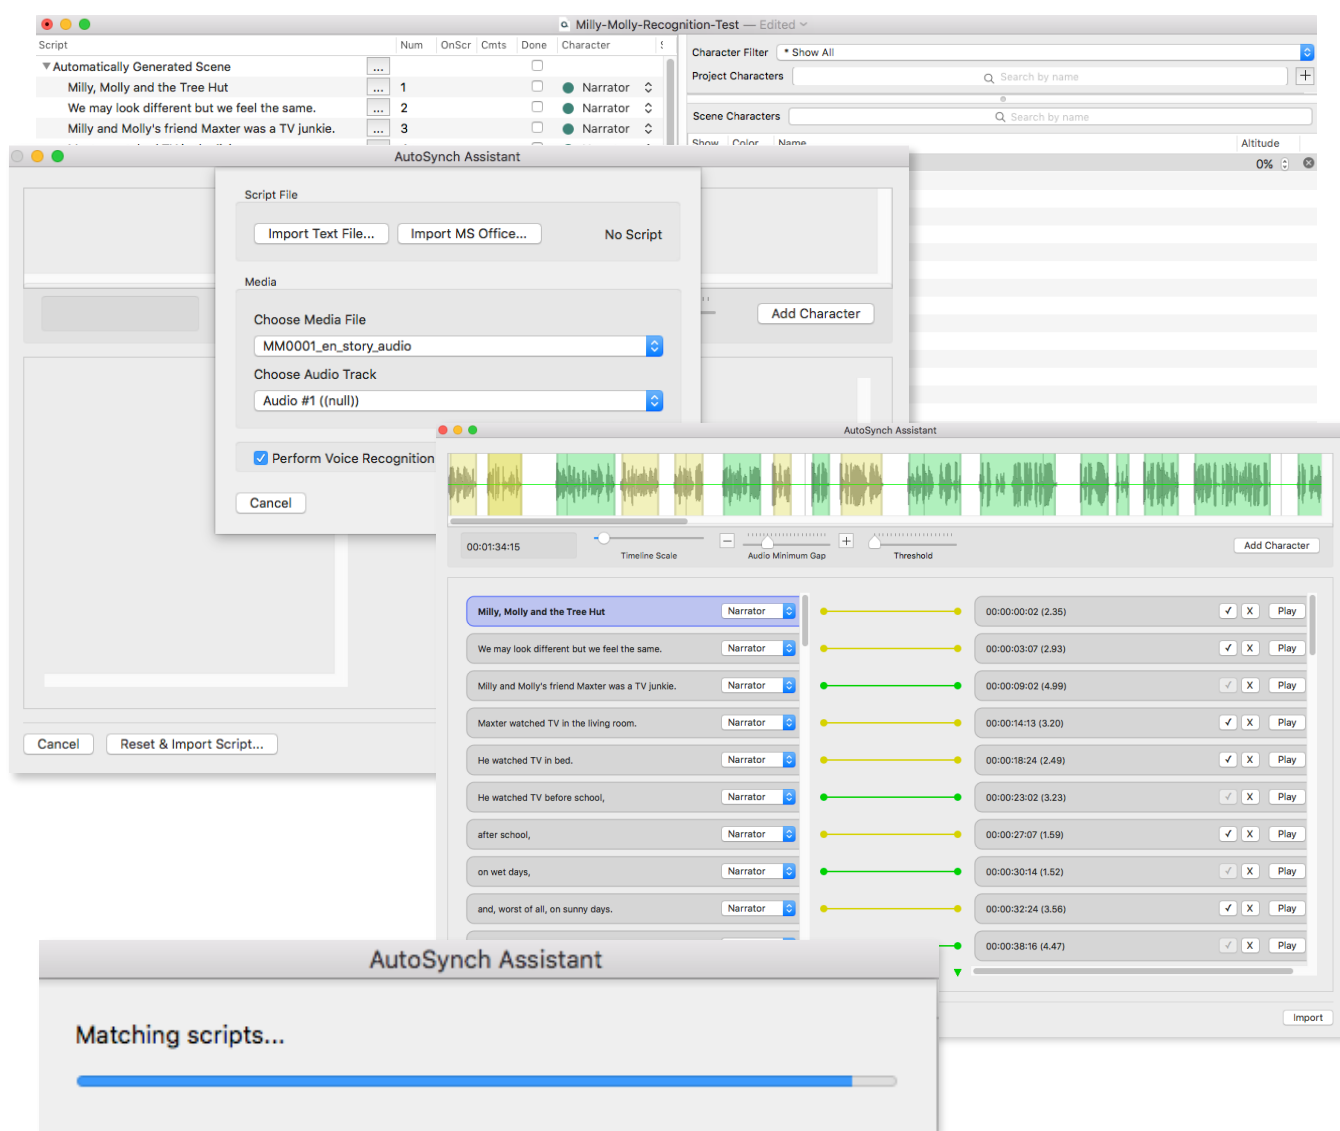 Milly-Molly-Recognition-Test — Edited
Script Num OnScr Cmts Done Character
Automatically Generated Scene ...
Milly, Molly and the Tree Hut ... 1 Narrator
We may look different but we feel the same. ... 2 Narrator
Milly and Molly's friend Maxter was a TV junkie. ... 3 Narrator
Character Filter * Show All
Project Characters Search by name +
Scene Characters Search by name
Show Color Name Altitude
0%
AutoSynch Assistant
Script File
Import Text File... Import MS Office... No Script
Media
Choose Media File
MM0001_en_story_audio
Choose Audio Track
Audio #1 ((null))
Perform Voice Recognition
Cancel
Add Character
Cancel Reset & Import Script...
AutoSynch Assistant
00:01:34:15 Timeline Scale Audio Minimum Gap Threshold Add Character
Milly, Molly and the Tree Hut Narrator 00:00:00:02 (2.35) ✓ X Play
We may look different but we feel the same. Narrator 00:00:03:07 (2.93) ✓ X Play
Milly and Molly's friend Maxter was a TV junkie. Narrator 00:00:09:02 (4.99) ✓ X Play
Maxter watched TV in the living room. Narrator 00:00:14:13 (3.20) ✓ X Play
He watched TV in bed. Narrator 00:00:18:24 (2.49) ✓ X Play
He watched TV before school, Narrator 00:00:23:02 (3.23) ✓ X Play
after school, Narrator 00:00:27:07 (1.59) ✓ X Play
on wet days, Narrator 00:00:30:14 (1.52) ✓ X Play
and, worst of all, on sunny days. Narrator 00:00:32:24 (3.56) ✓ X Play
00:00:38:16 (4.47) ✓ X Play
Import
AutoSynch Assistant
Matching scripts...